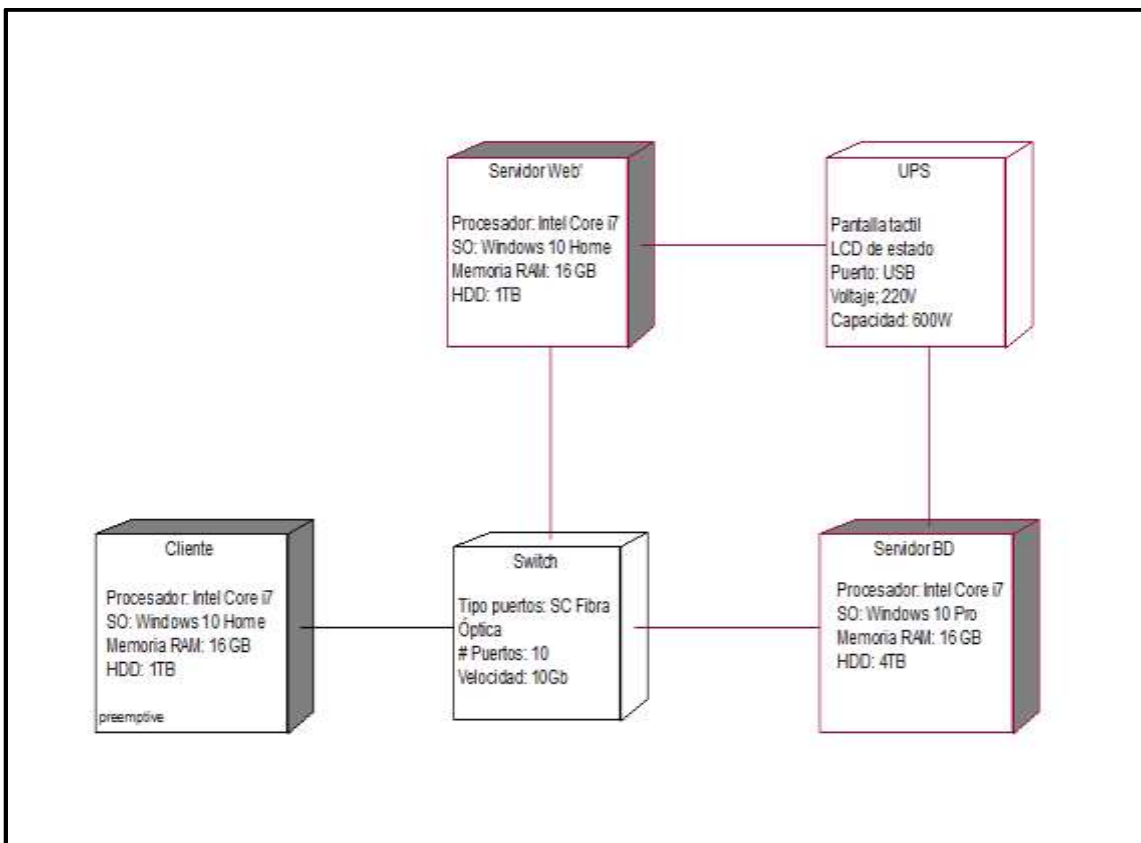 Servidor Web'
Procesador: Intel Core i7
SO: Windows 10 Home
Memoria RAM: 16 GB
HDD: 1TB
UPS
Pantalla tactil
LCD de estado
Puerto: USB
Voltaje; 220V
Capacidad: 600W
Cliente
Procesador: Intel Core i7
SO: Windows 10 Home
Memoria RAM: 16 GB
HDD: 1TB
preemptive
Switch
Tipo puertos: SC Fibra
Óptica
# Puertos: 10
Velocidad: 10Gb
Servidor BD
Procesador: Intel Core i7
SO: Windows 10 Pro
Memoria RAM: 16 GB
HDD: 4TB